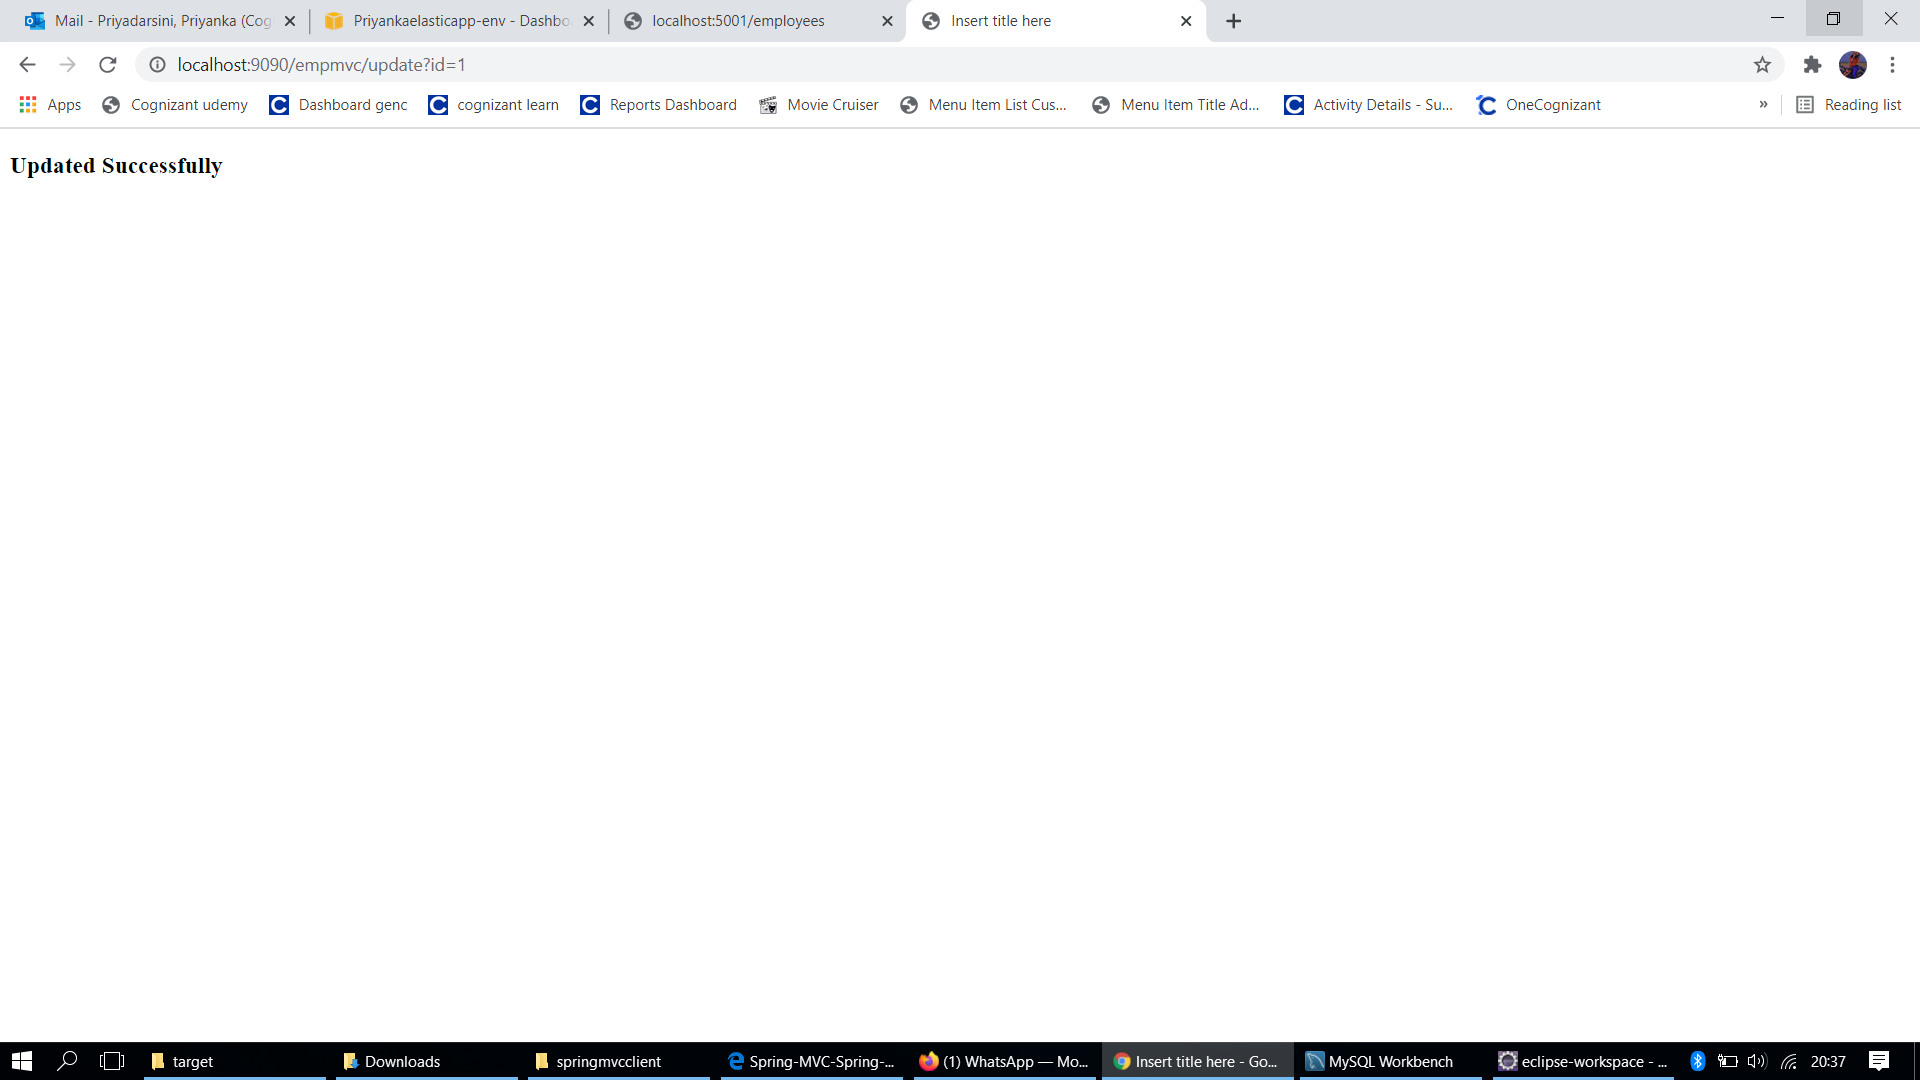 Mail - Priyadarsini, Priyanka (Cog
Priyankaelasticapp-env - Dashbo
localhost:5001/employees
Insert title here
localhost:9090/empmvc/update?id=1
Apps
Cognizant udemy
Dashboard genc
cognizant learn
Reports Dashboard
Movie Cruiser
Menu Item List Cus...
Menu Item Title Ad...
Activity Details - Su...
OneCognizant
»
Reading list
Updated Successfully
target
Downloads
springmvcclient
Spring-MVC-Spring-...
(1) WhatsApp — Mo...
Insert title here - Go...
MySQL Workbench
eclipse-workspace - ...
20:37